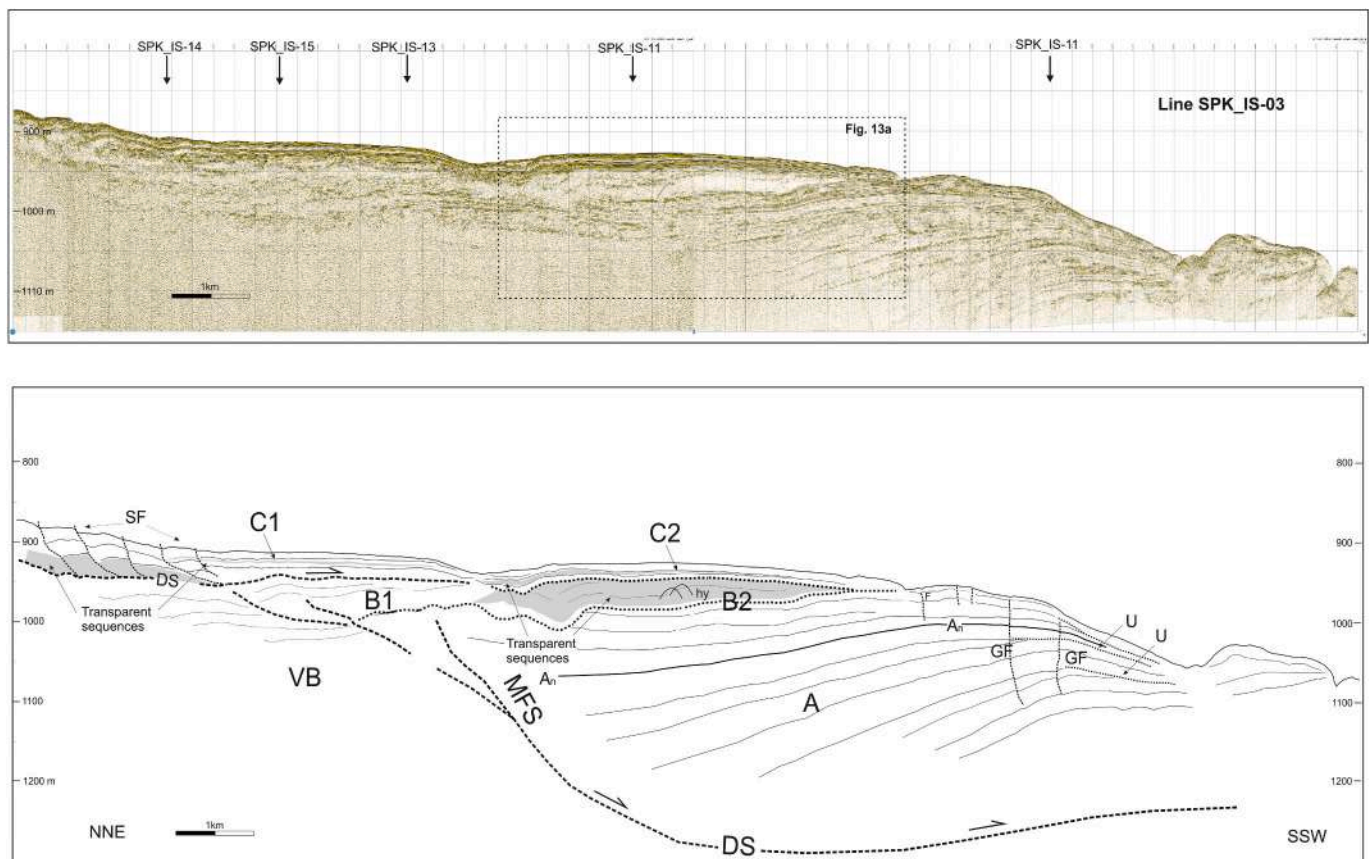 SPK_IS-14 SPK_IS-15 SPK_IS-13 SPK_IS-11 SPK_IS-11
Line SPK_IS-03
Fig. 13a
900 m
1000 m
1110 m
1km
800 800
SF C1 C2
900 900
DS B1 hy B2 F
Transparent
sequences
1000 1000
Transparent
sequences
An U U
GF GF
VB MFS An A
1100 1100
1200 m 1200
NNE 1km DS SSW